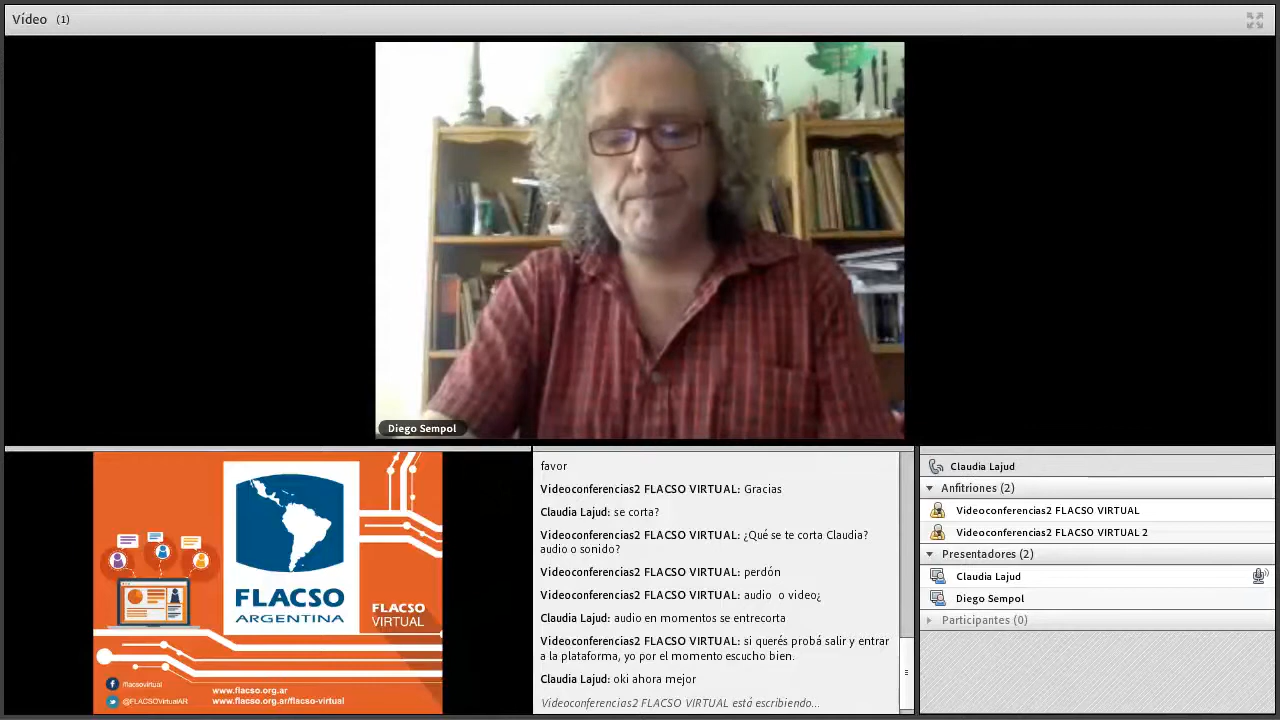 Vídeo (1)
Diego Sempol
FLACSO
ARGENTINA
FLACSO
VIRTUAL
/flacsovirtual
@FLACSOVirtualAR
www.flacso.org.ar
www.flacso.org.ar/flacso-virtual
favor
Videoconferencias2 FLACSO VIRTUAL: Gracias
Claudia Lajud: se corta?
Videoconferencias2 FLACSO VIRTUAL: ¿Qué se te corta Claudia?
audio o sonido?
Videoconferencias2 FLACSO VIRTUAL: perdón
Videoconferencias2 FLACSO VIRTUAL: audio o video¿
Claudia Lajud: audio en momentos se entrecorta
Videoconferencias2 FLACSO VIRTUAL: si querés probá salir y entrar
a la plataforma, yo por el momento escucho bien.
Claudia Lajud: oki ahora mejor
Videoconferencias2 FLACSO VIRTUAL está escribiendo...
Claudia Lajud
Anfitriones (2)
Videoconferencias2 FLACSO VIRTUAL
Videoconferencias2 FLACSO VIRTUAL 2
Presentadores (2)
Claudia Lajud
Diego Sempol
Participantes (0)